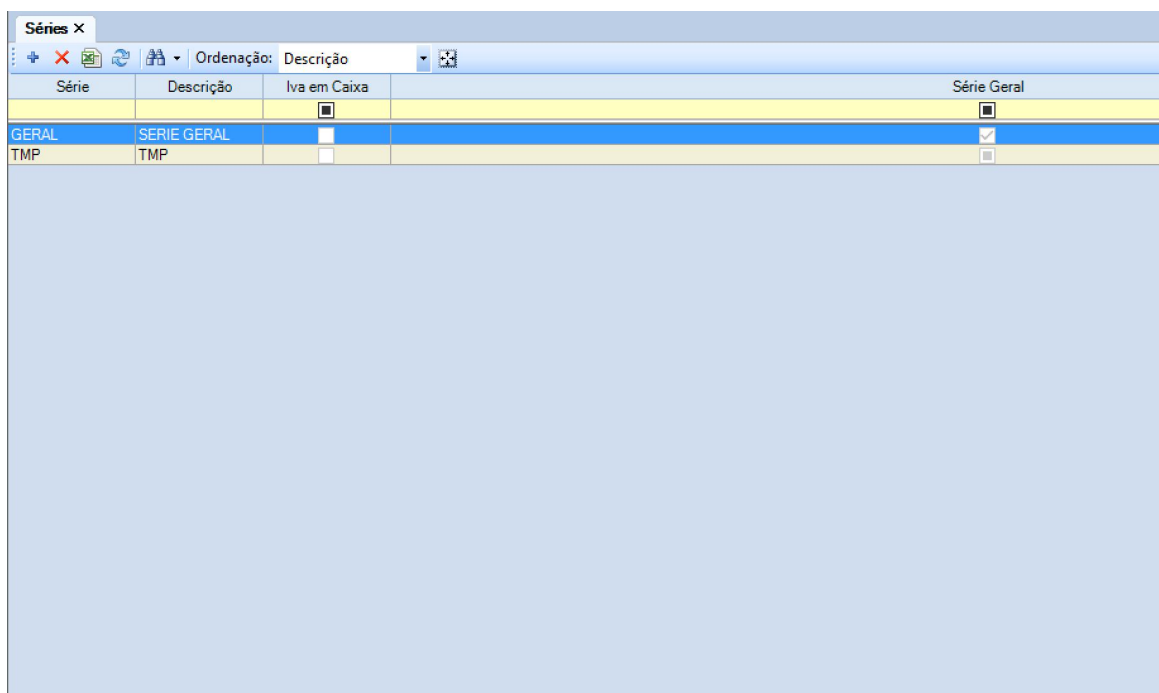 Séries
Ordenação: Descrição
Série Descrição Iva em Caixa Série Geral
GERAL SERIE GERAL
TMP TMP